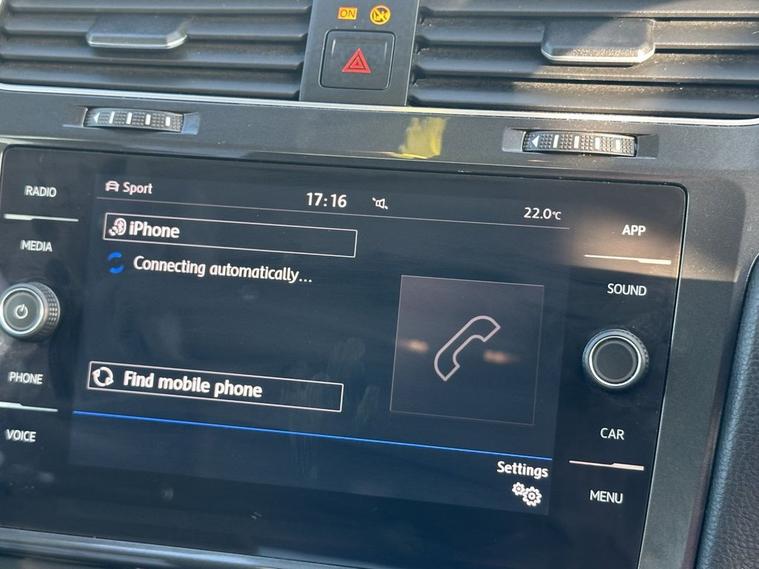 ON
RADIO
MEDIA
PHONE
VOICE
Sport
17:16
22.0°C
iPhone
Connecting automatically...
Find mobile phone
Settings
APP
SOUND
CAR
MENU